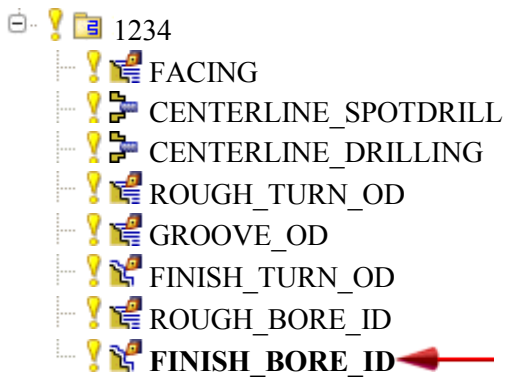 1234
FACING
CENTERLINE_SPOTDRILL
CENTERLINE_DRILLING
ROUGH_TURN_OD
GROOVE_OD
FINISH_TURN_OD
ROUGH_BORE_ID
FINISH_BORE_ID